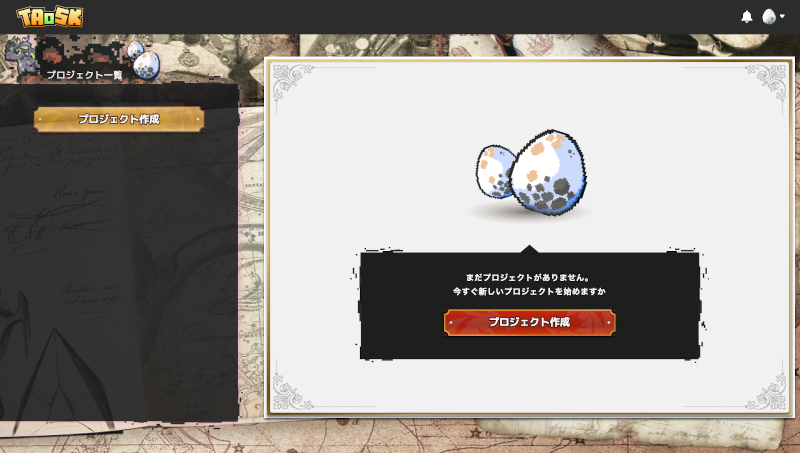 TAoSK
プロジェクト一覧
プロジェクト作成
まだプロジェクトがありません。
今すぐ新しいプロジェクトを始めますか
プロジェクト作成